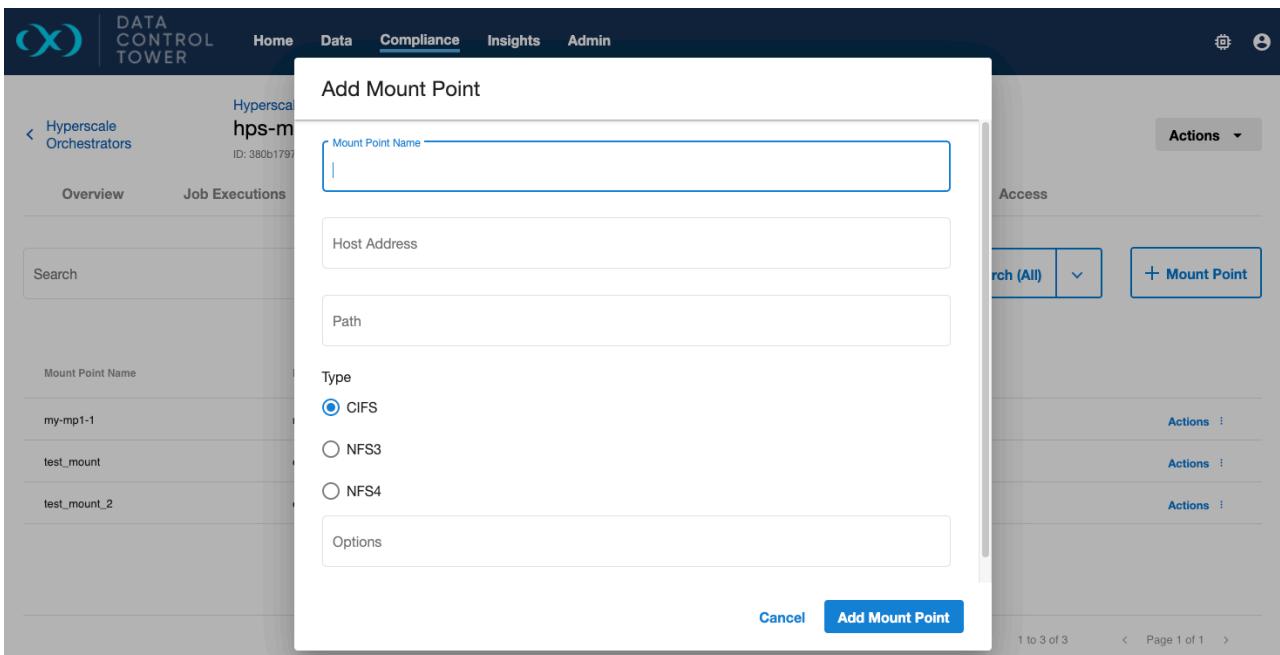 DATA
CONTROL
TOWER
Home Data Compliance Insights Admin
Add Mount Point
Hyperscale
Orchestrators
hps-m
ID: 380b1797
Actions
Mount Point Name
Overview Job Executions Access
Host Address
Search
rch (All)
+ Mount Point
Path
Mount Point Name
Type
CIFS
my-mp1-1 Actions
NFS3
test_mount Actions
NFS4
test_mount_2 Actions
Options
Cancel Add Mount Point
1 to 3 of 3 < Page 1 of 1 >